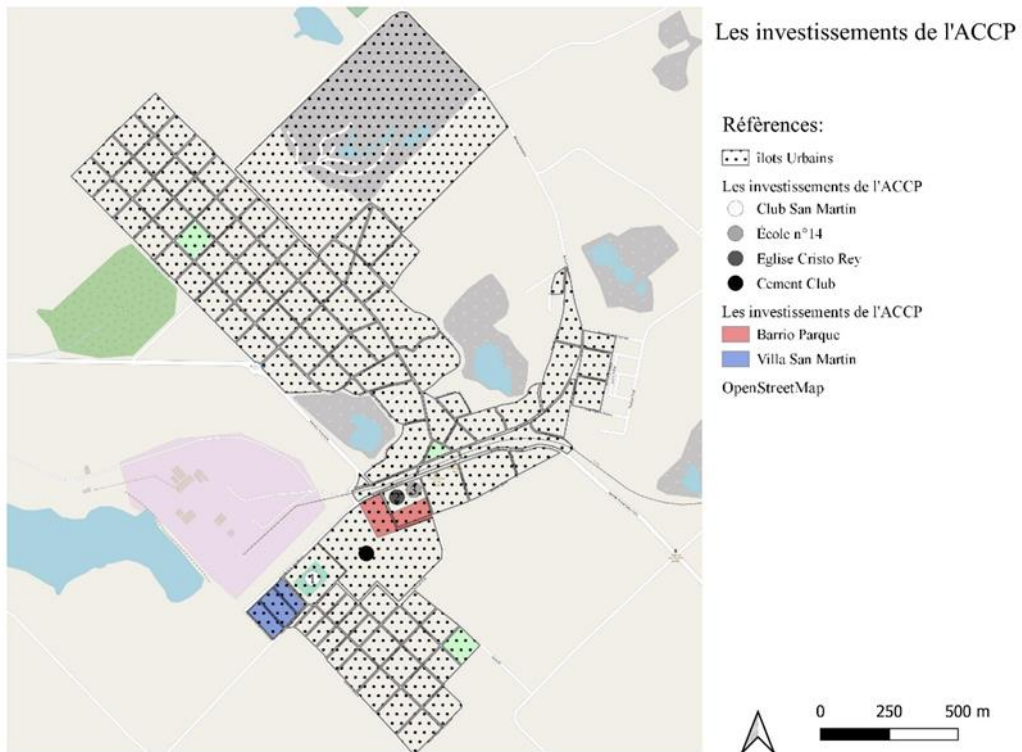 Les investissements de l'ACCP
Réfèrences:
îlots Urbains
Les investissements de l'ACCP
Club San Martin
École n°14
Eglise Cristo Rey
Cement Club
Les investissements de l'ACCP
Barrio Parque
Villa San Martin
OpenStreetMap
0 250 500 m